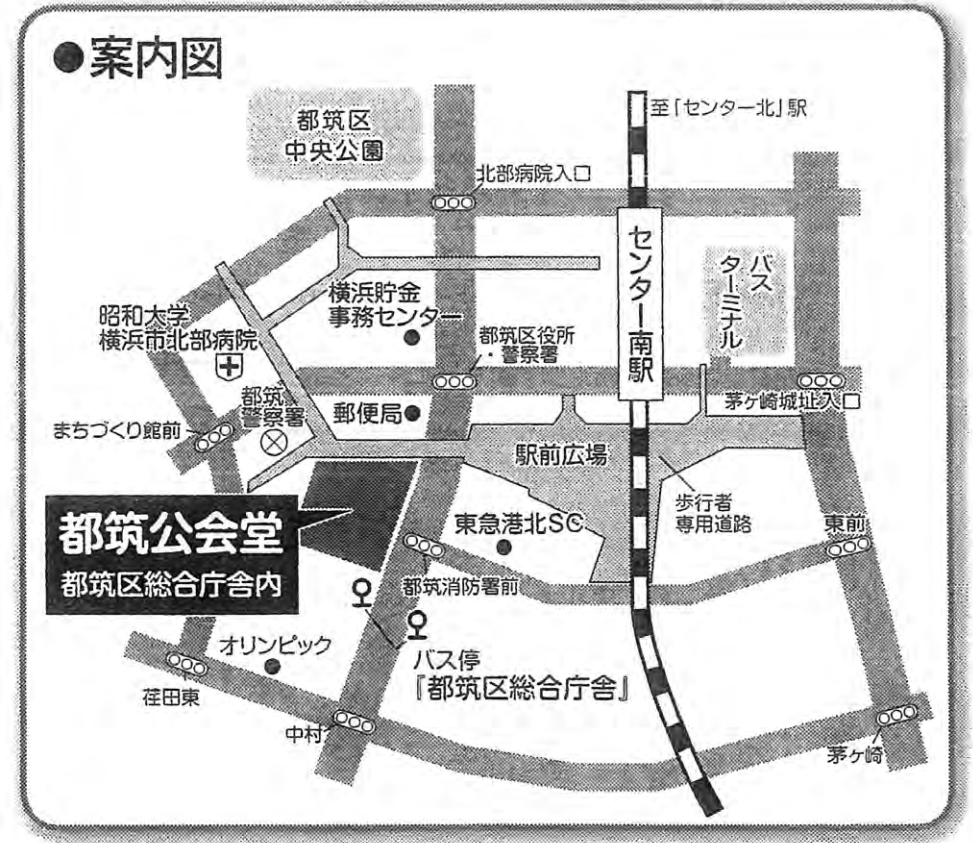 ●案内図
都筑区
中央公園
至「センター北」駅
北部病院入口
センター南駅
バス
ターミナル
昭和大学
横浜市北部病院
横浜貯金
事務センター
都筑区役所
・警察署
都筑
警察署
郵便局
茅ヶ崎城址入口
まちづくり館前
駅前広場
歩行者
専用道路
都筑公会堂
都筑区総合庁舎内
東急港北SC
東前
都筑消防署前
オリンピック
バス停
『都筑区総合庁舎』
荏田東
中村
茅ヶ崎